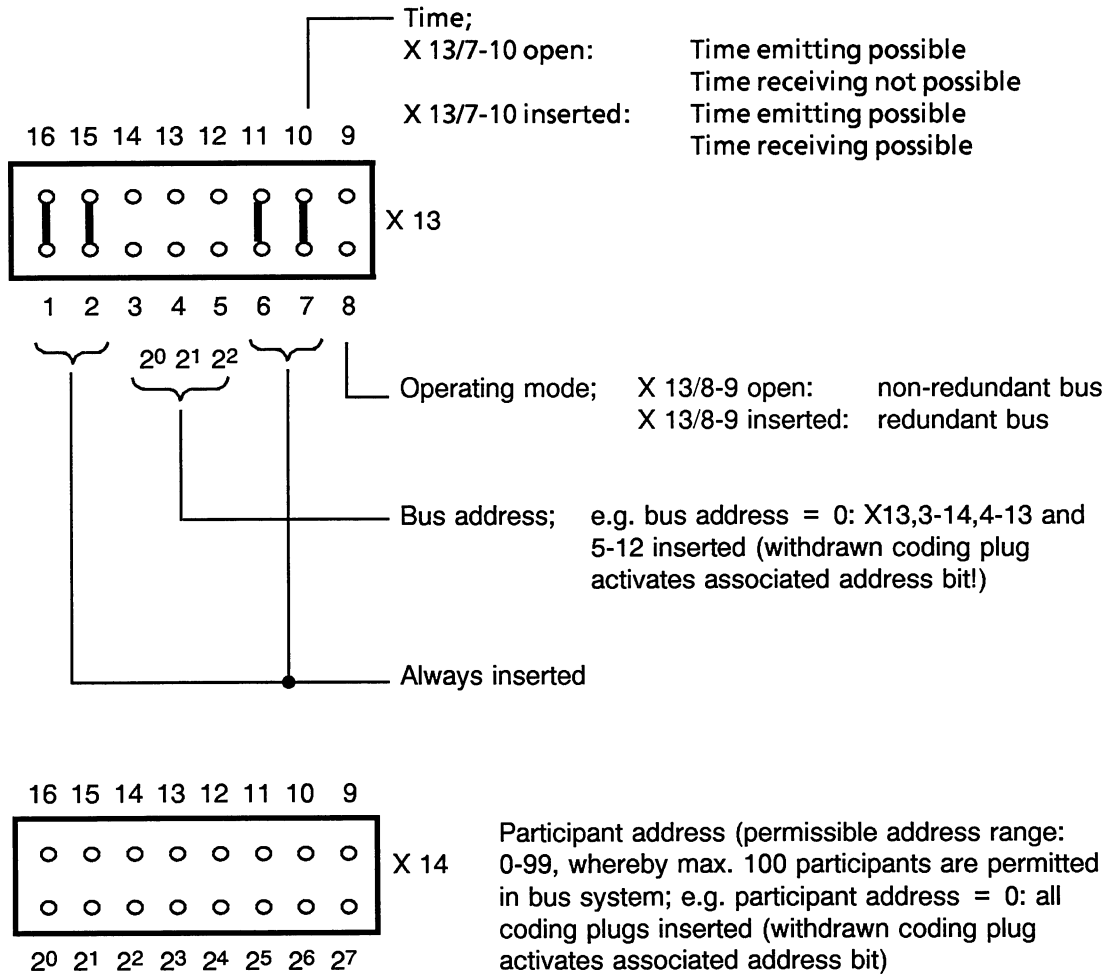 Time;
X 13/7-10 open: Time emitting possible
Time receiving not possible
X 13/7-10 inserted: Time emitting possible
Time receiving possible
16 15 14 13 12 11 10 9
X 13
1 2 3 4 5 6 7 8
2⁰ 2¹ 2²
Operating mode; X 13/8-9 open: non-redundant bus
X 13/8-9 inserted: redundant bus
Bus address; e.g. bus address = 0: X13,3-14,4-13 and
5-12 inserted (withdrawn coding plug
activates associated address bit!)
Always inserted
16 15 14 13 12 11 10 9
X 14
2⁰ 2¹ 2² 2³ 2⁴ 2⁵ 2⁶ 2⁷
Participant address (permissible address range:
0-99, whereby max. 100 participants are permitted
in bus system; e.g. participant address = 0: all
coding plugs inserted (withdrawn coding plug
activates associated address bit)